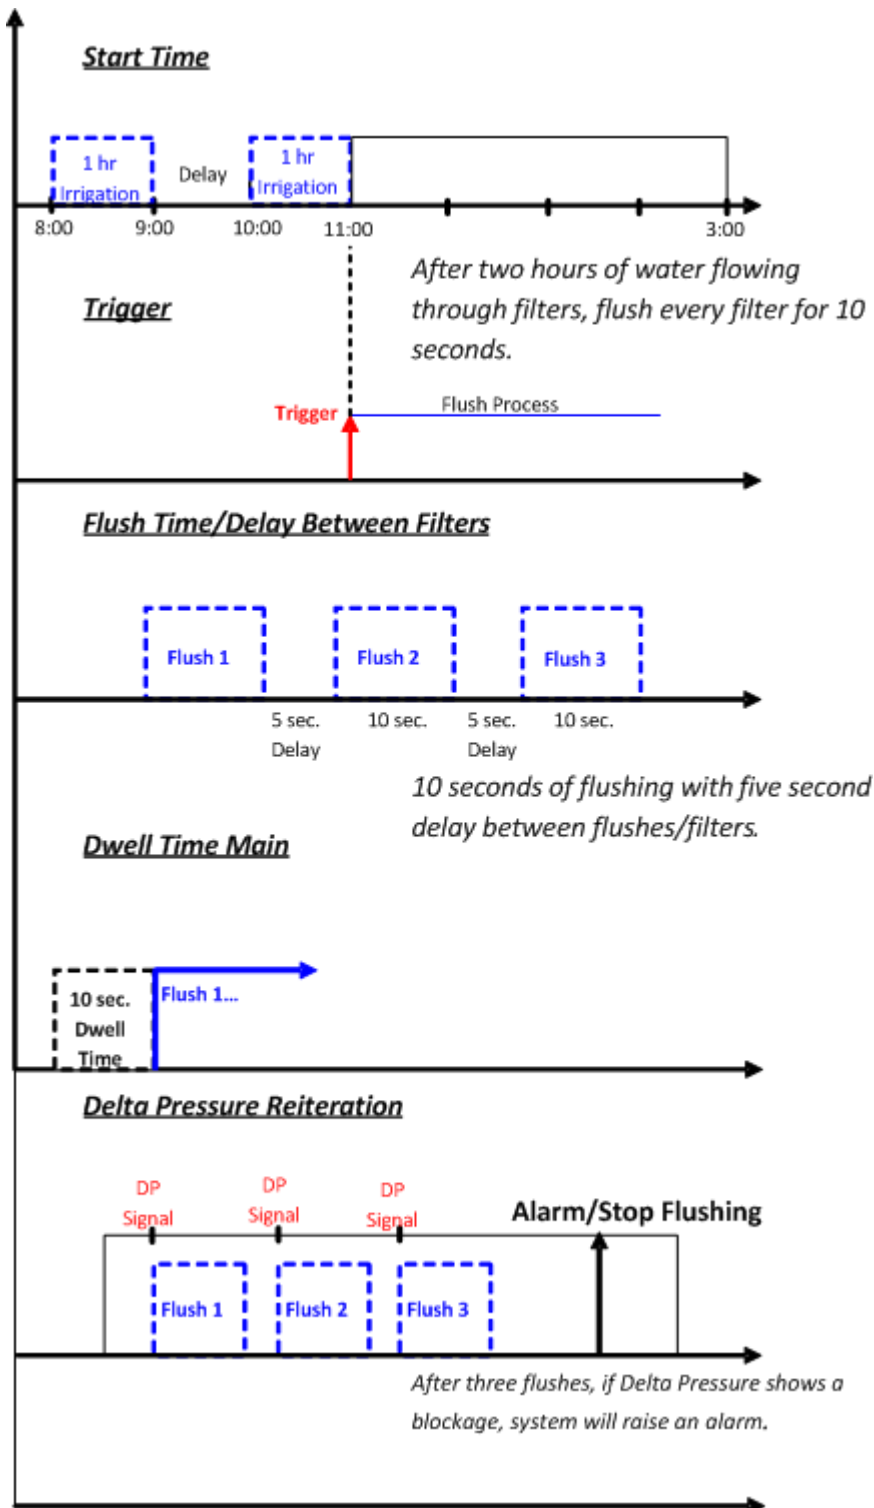 Start Time
1 hr
Irrigation
Delay
1 hr
Irrigation
8:00
9:00
10:00
11:00
3:00
After two hours of water flowing
through filters, flush every filter for 10
seconds.
Trigger
Trigger
Flush Process
Flush Time/Delay Between Filters
Flush 1
Flush 2
Flush 3
5 sec.
Delay
10 sec.
5 sec.
Delay
10 sec.
10 seconds of flushing with five second
delay between flushes/filters.
Dwell Time Main
10 sec.
Dwell
Time
Flush 1...
Delta Pressure Reiteration
DP
Signal
DP
Signal
DP
Signal
Alarm/Stop Flushing
Flush 1
Flush 2
Flush 3
After three flushes, if Delta Pressure shows a
blockage, system will raise an alarm.